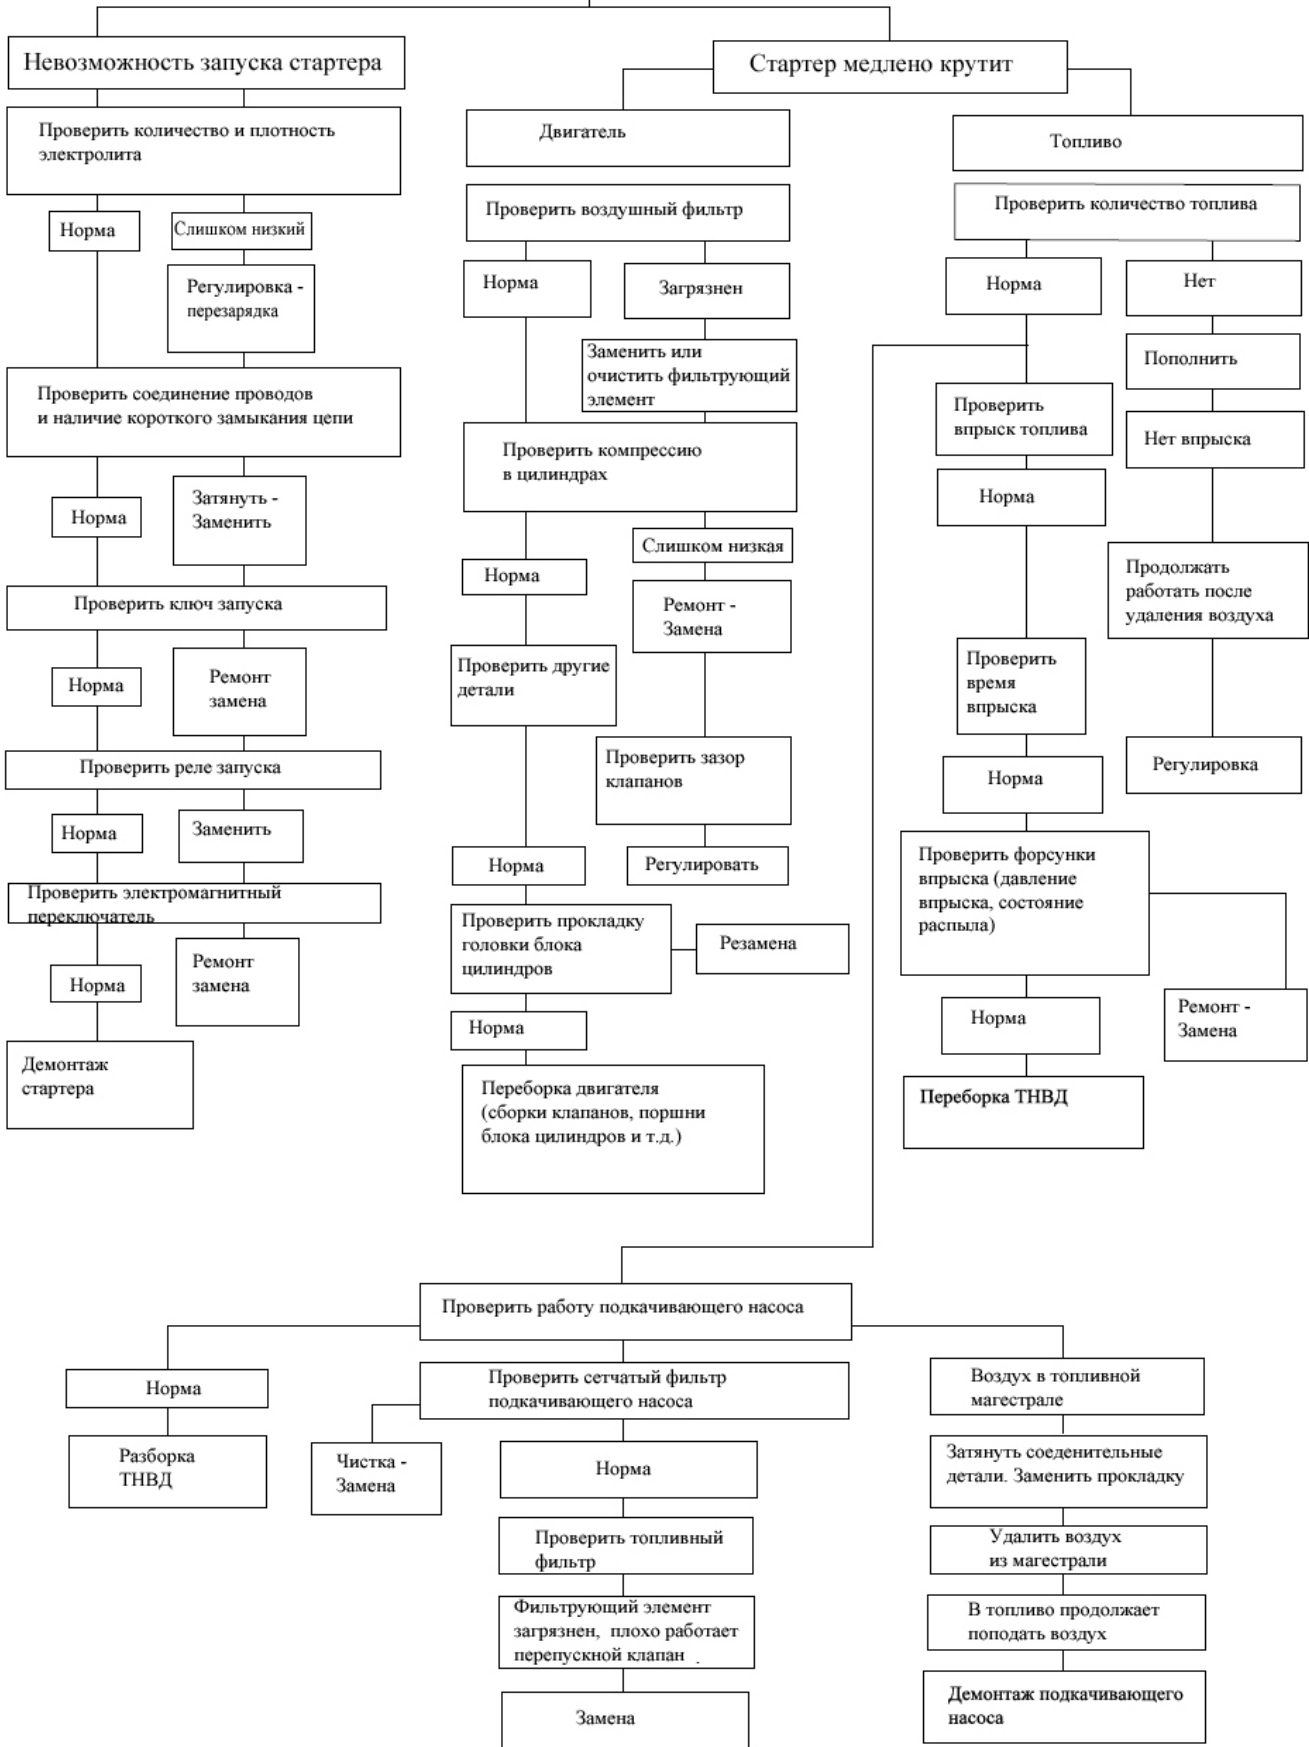 Невозможность запуска стартера
Проверить количество и плотность
электролита
Норма
Слишком низкий
Регулировка -
перезарядка
Проверить соединение проводов
и наличие короткого замыкания цепи
Норма
Затянуть -
Заменить
Проверить ключ запуска
Норма
Ремонт
замена
Проверить реле запуска
Норма
Заменить
Проверить электромагнитный
переключатель
Норма
Ремонт
замена
Демонтаж
стартера
Стартер медлено крутит
Двигатель
Проверить воздушный фильтр
Норма
Загрязнен
Заменить или
очистить фильтрующий
элемент
Проверить компрессию
в цилиндрах
Норма
Слишком низкая
Ремонт -
Замена
Проверить другие
детали
Проверить зазор
клапанов
Норма
Регулировать
Проверить прокладку
головки блока
цилиндров
Резамена
Норма
Переборка двигателя
(сборки клапанов, поршни
блока цилиндров и т.д.)
Топливо
Проверить количество топлива
Норма
Нет
Пополнить
Проверить
впрыск топлива
Нет впрыска
Норма
Продолжать
работать после
удаления воздуха
Проверить
время
впрыска
Регулировка
Норма
Проверить форсунки
впрыска (давление
впрыска, состояние
распыла)
Норма
Ремонт -
Замена
Переборка ТНВД
Проверить работу подкачивающего насоса
Норма
Разборка
ТНВД
Проверить сетчатый фильтр
подкачивающего насоса
Чистка -
Замена
Норма
Проверить топливный
фильтр
Фильтрующий элемент
загрязнен, плохо работает
перепускной клапан .
Замена
Воздух в топливной
магестрале
Затянуть соеденительные
детали. Заменить прокладку
Удалить воздух
из магестрали
В топливо продолжает
поподать воздух
Демонтаж подкачивающего
насоса